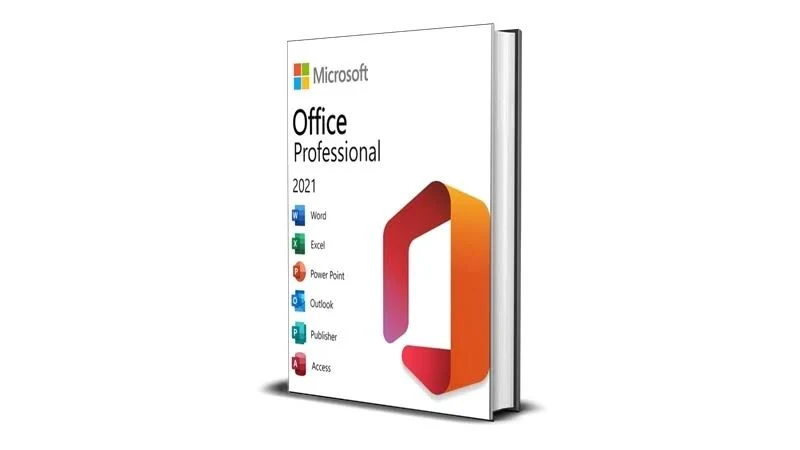 Microsoft
Office
Professional
2021
Word
Excel
Power Point
Outlook
Publisher
Access